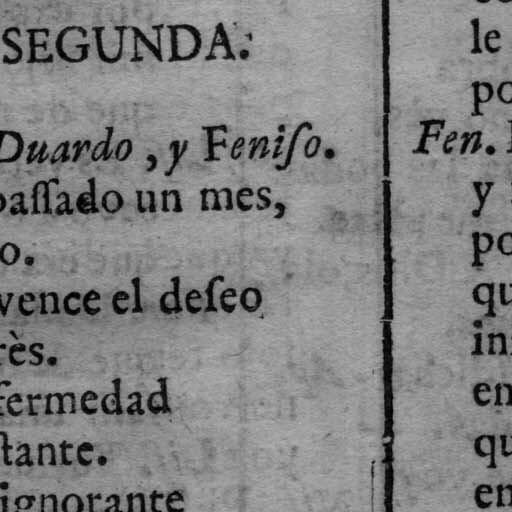 SEGUNDA.
Duardo, y Feniſo.
paſſado un mes,
o.
vence el deſeo
rès.
fermedad
ſtante.
ignorante
le
po
Fen.
y
po
qu
in
en
qu
en